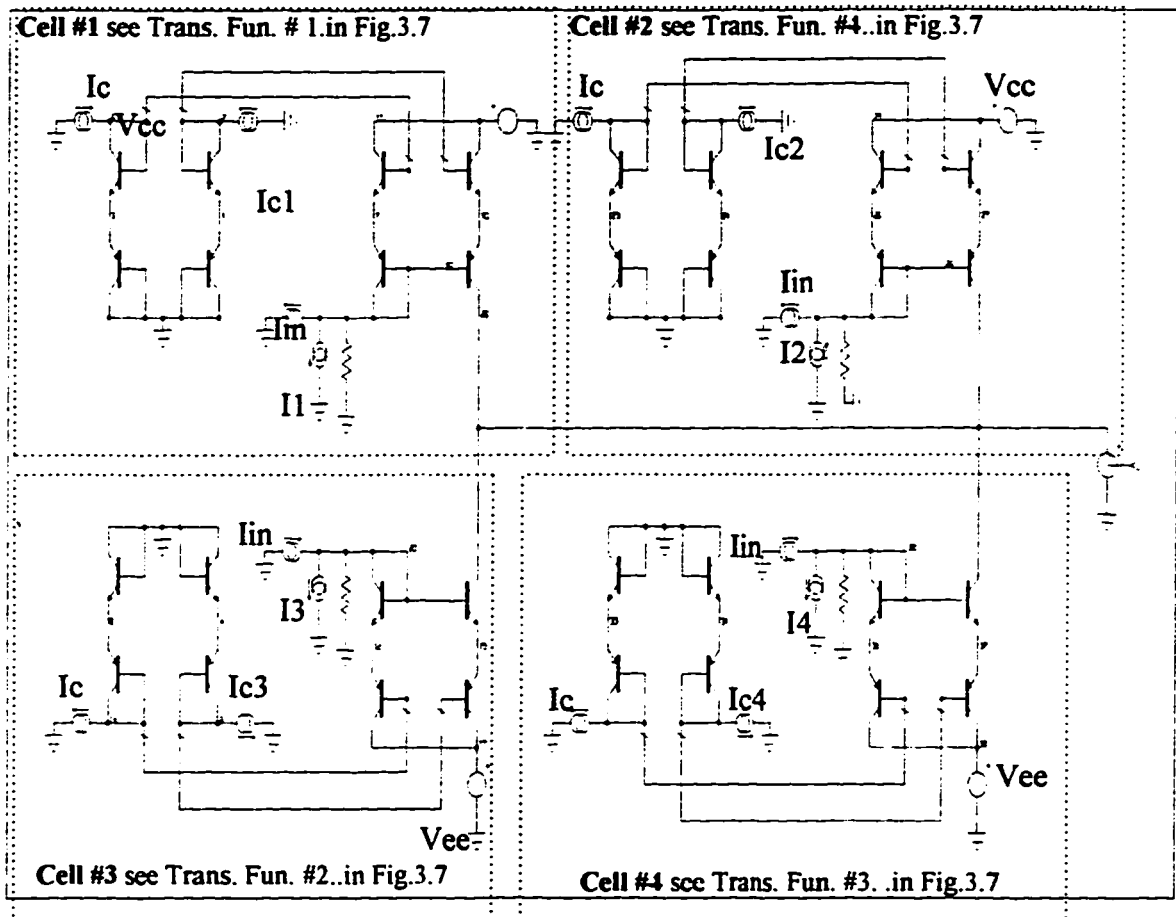 Cell #1 see Trans. Fun. # 1.in Fig.3.7
Cell #2 see Trans. Fun. #4..in Fig.3.7
Ic
Vcc
Ic1
Im
I1
Ic
Vcc
Ic2
Iin
I2
Iin
I3
Ic
Ic3
Vee
Iin
I4
Ic
Ic4
Vee
Cell #3 see Trans. Fun. #2..in Fig.3.7
Cell #4 see Trans. Fun. #3. .in Fig.3.7